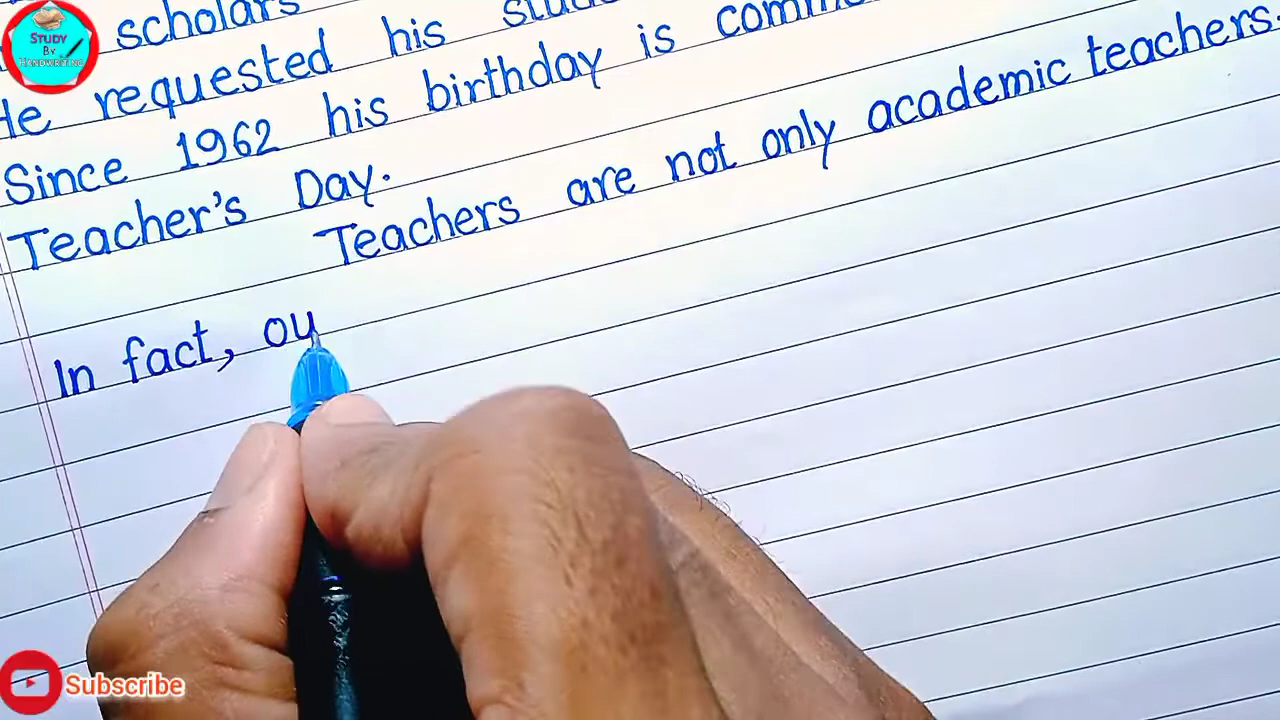 STUDY
BY
HANDWRITING
scholars
He requested his
Since 1962 his birthday is
Teacher's Day.
Teachers are not only academic teachers.
In fact, ou
Subscribe